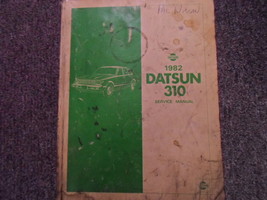 1982
DATSUN
310
SERVICE MANUAL